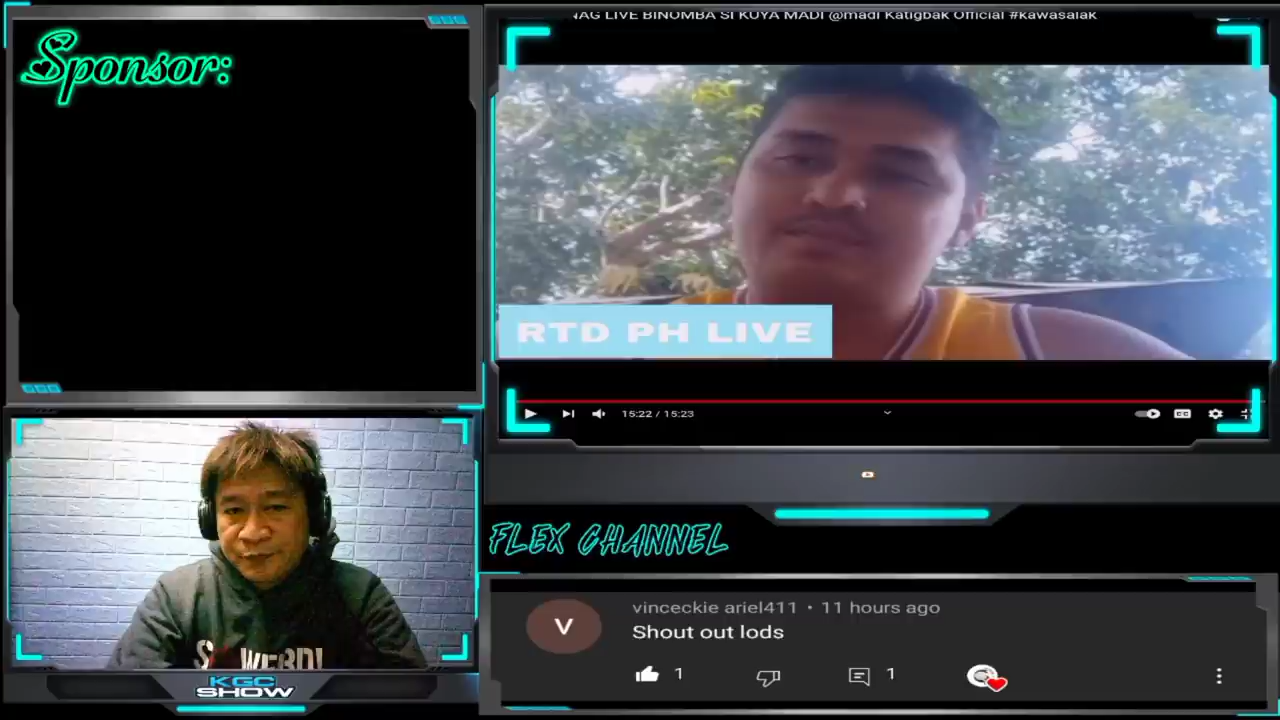 Sponsor:
NAG LIVE BINOMBA SI KUYA MADI @madi Katigbak Official #kawasalak
RTD PH LIVE
15:22 / 15:23
FLEX CHANNEL
vinceckie ariel411 • 11 hours ago
V
Shout out lods
1
1
KGC
SHOW